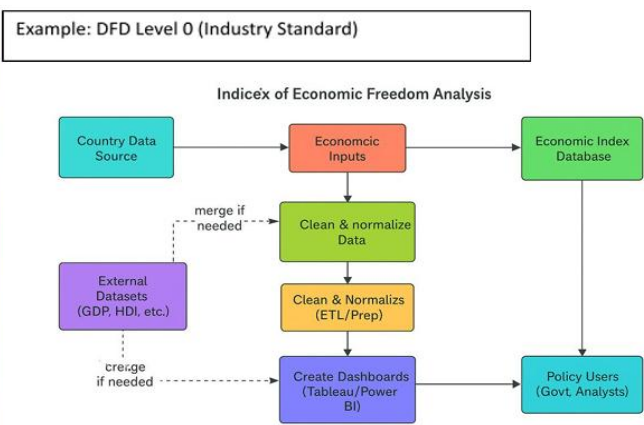 Example: DFD Level 0 (Industry Standard)
Indicex of Economic Freedom Analysis
Country Data
Source
Economcic
Inputs
Economic Index
Database
merge if
needed
Clean & normalize
Data
External
Datasets
(GDP, HDI, etc.)
Clean & Normalizs
(ETL/Prep)
if needed
Create Dashboards
(Tableau/Power
BI)
Policy Users
(Govt, Analysts)